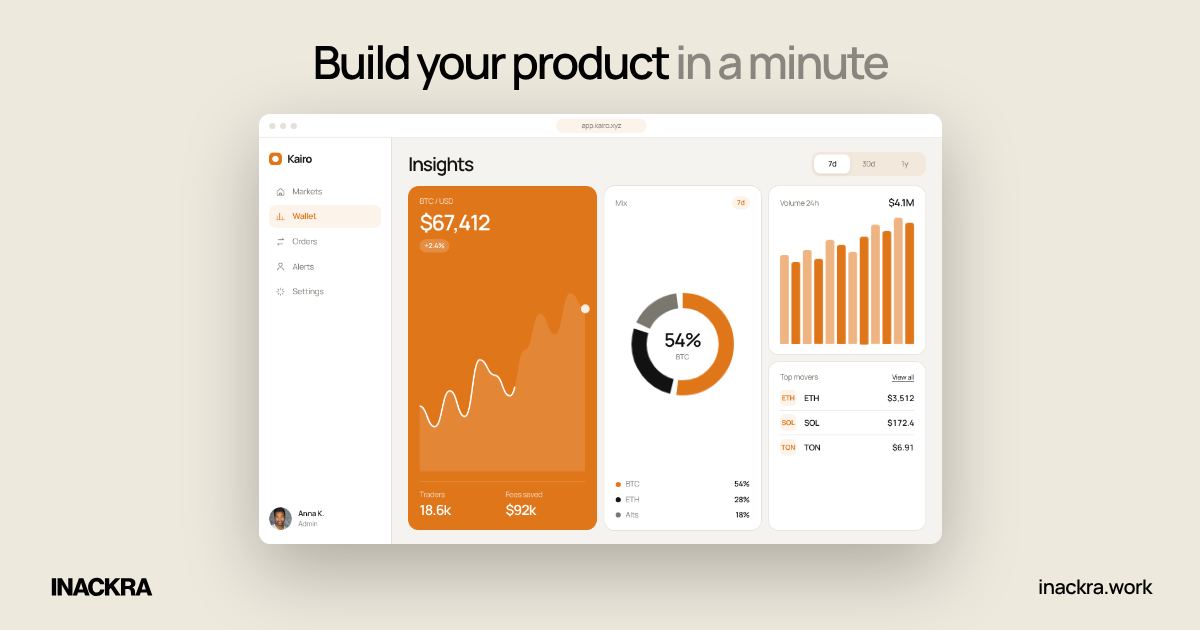 Build your product in a minute
app.kairo.xyz
Kairo
Markets
Wallet
Orders
Alerts
Settings
Anna K.
Admin
Insights
7d 30d 1y
BTC / USD
$67,412
+2.4%
Traders
18.6k
Fees saved
$92k
Mix 7d
54%
BTC
BTC 54%
ETH 28%
Alts 18%
Volume 24h $4.1M
Top movers View all
ETH ETH $3,512
SOL SOL $172.4
TON TON $6.91
INACKRA
inackra.work